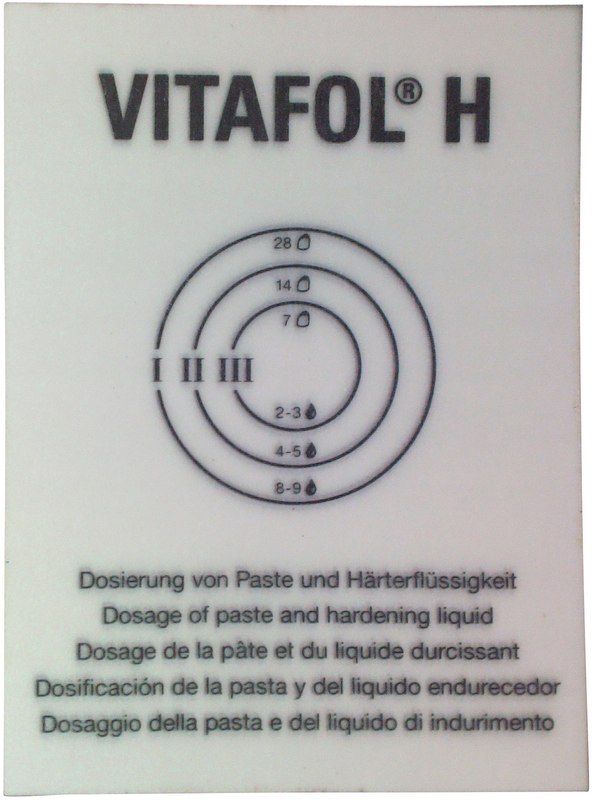 VITAFOL® H
28
14
7
I II III
2-3
4-5
8-9
Dosierung von Paste und Härterflüssigkeit
Dosage of paste and hardening liquid
Dosage de la pâte et du liquide durcissant
Dosificación de la pasta y del liquido endurecedor
Dosaggio della pasta e del liquido di indurimento